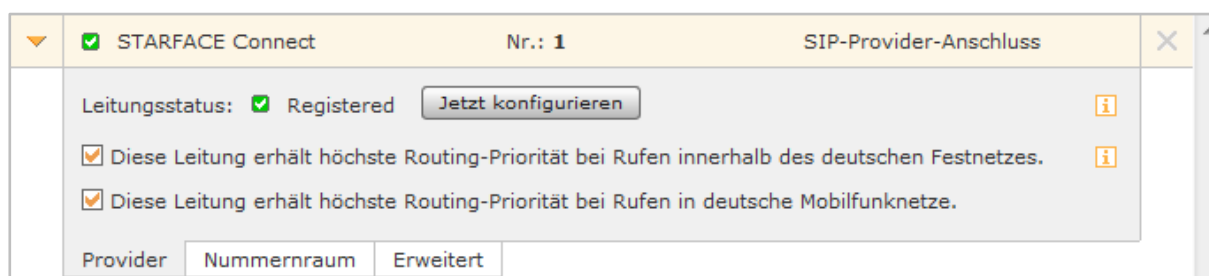 STARFACE Connect Nr.: 1 SIP-Provider-Anschluss
Leitungsstatus: Registered Jetzt konfigurieren
Diese Leitung erhält höchste Routing-Priorität bei Rufen innerhalb des deutschen Festnetzes.
Diese Leitung erhält höchste Routing-Priorität bei Rufen in deutsche Mobilfunknetze.
Provider Nummernraum Erweitert